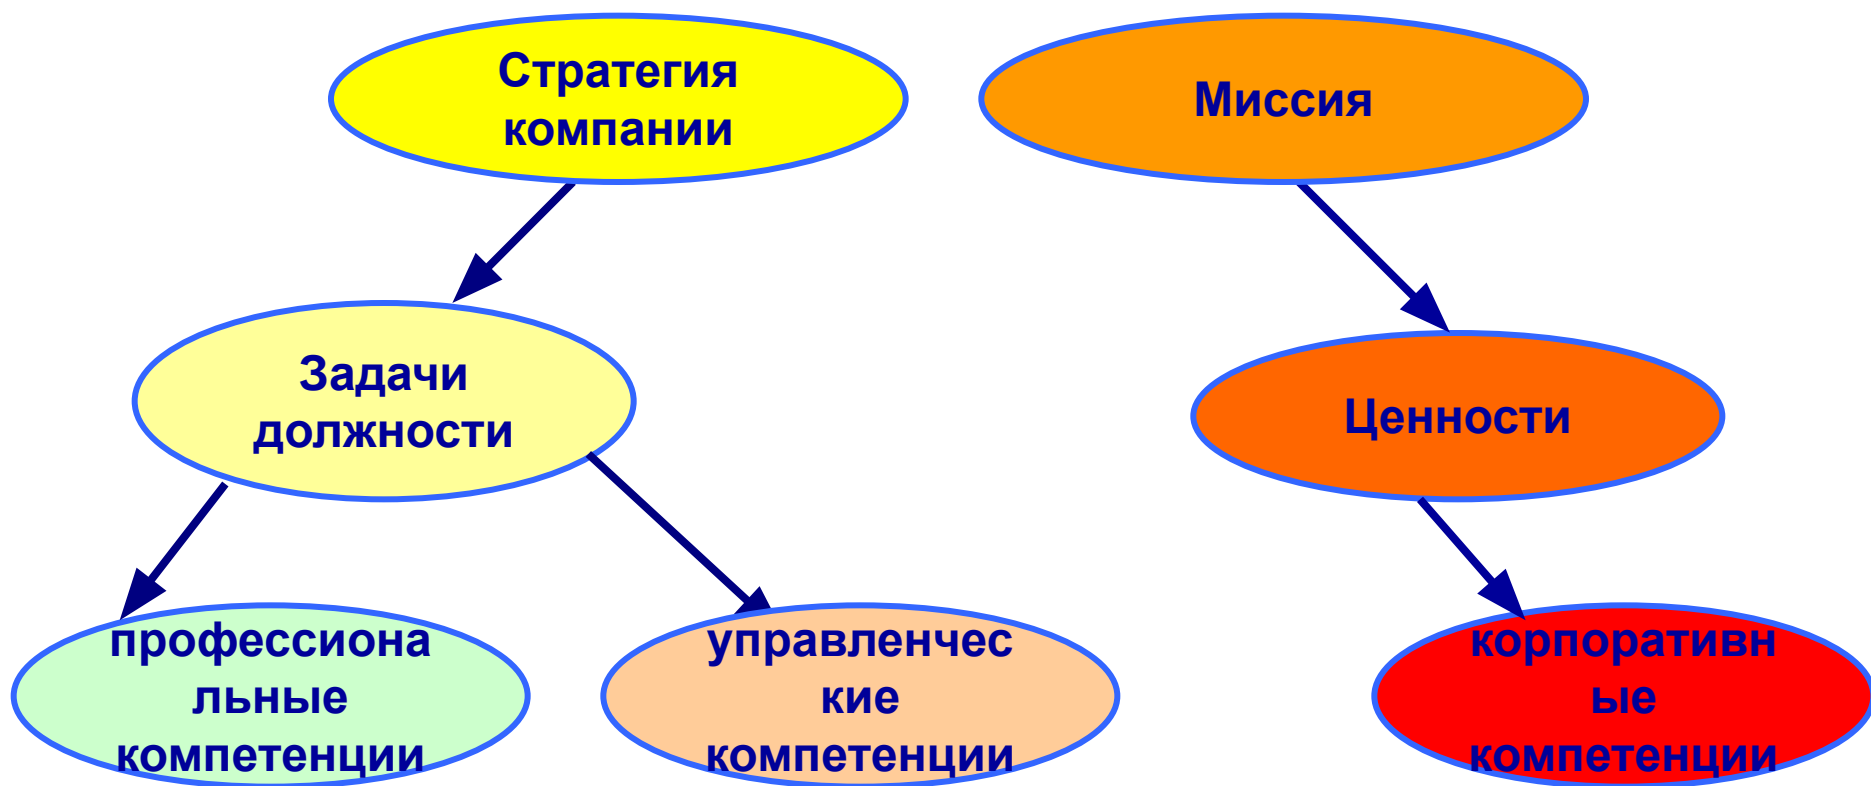 Стратегия
компании
Миссия
Задачи
должности
Ценности
профессиона
льные
компетенции
управленчес
кие
компетенции
корпоративн
ые
компетенции